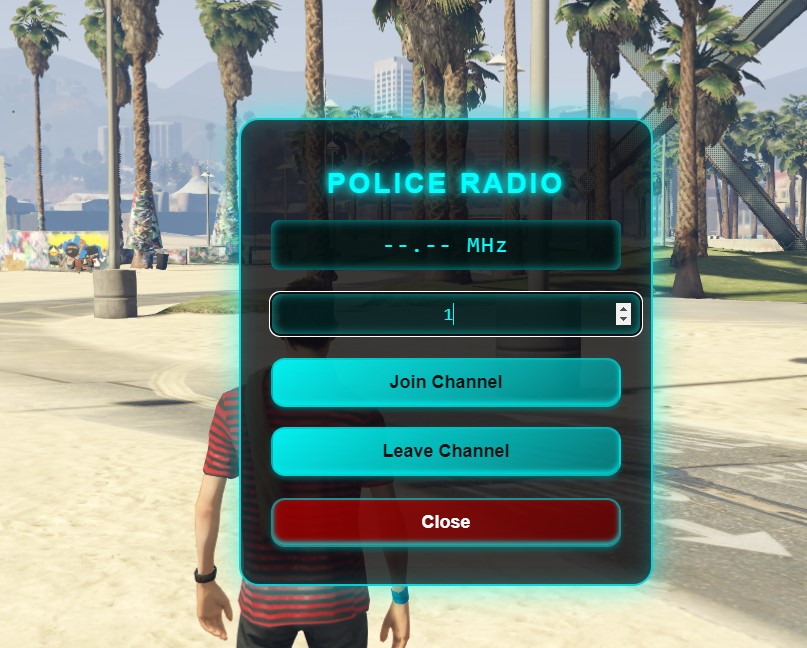 POLICE RADIO
--.-- MHz
1
Join Channel
Leave Channel
Close